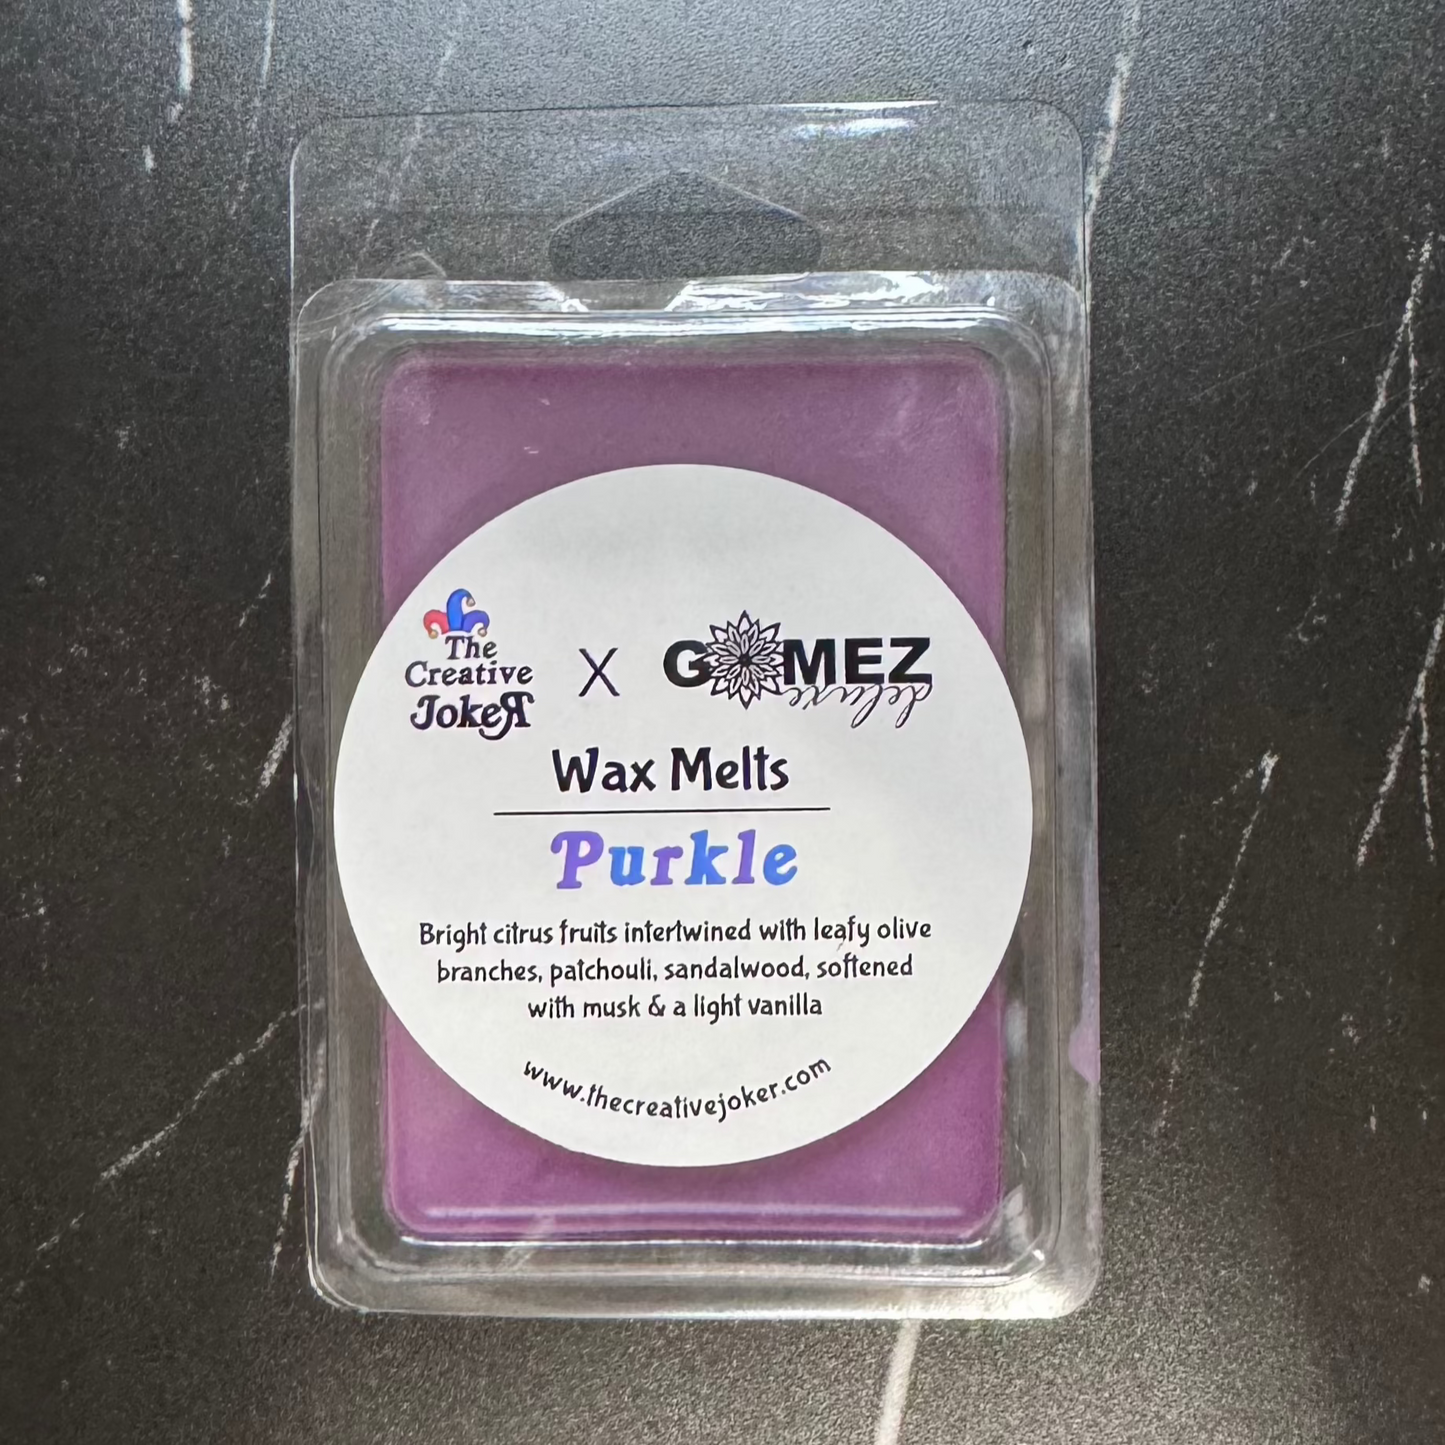 The
Creative
Joker
X
GOMEZ
deluxe
Wax Melts
Purkle
Bright citrus fruits intertwined with leafy olive
branches, patchouli, sandalwood, softened
with musk & a light vanilla
www.thecreativejoker.com